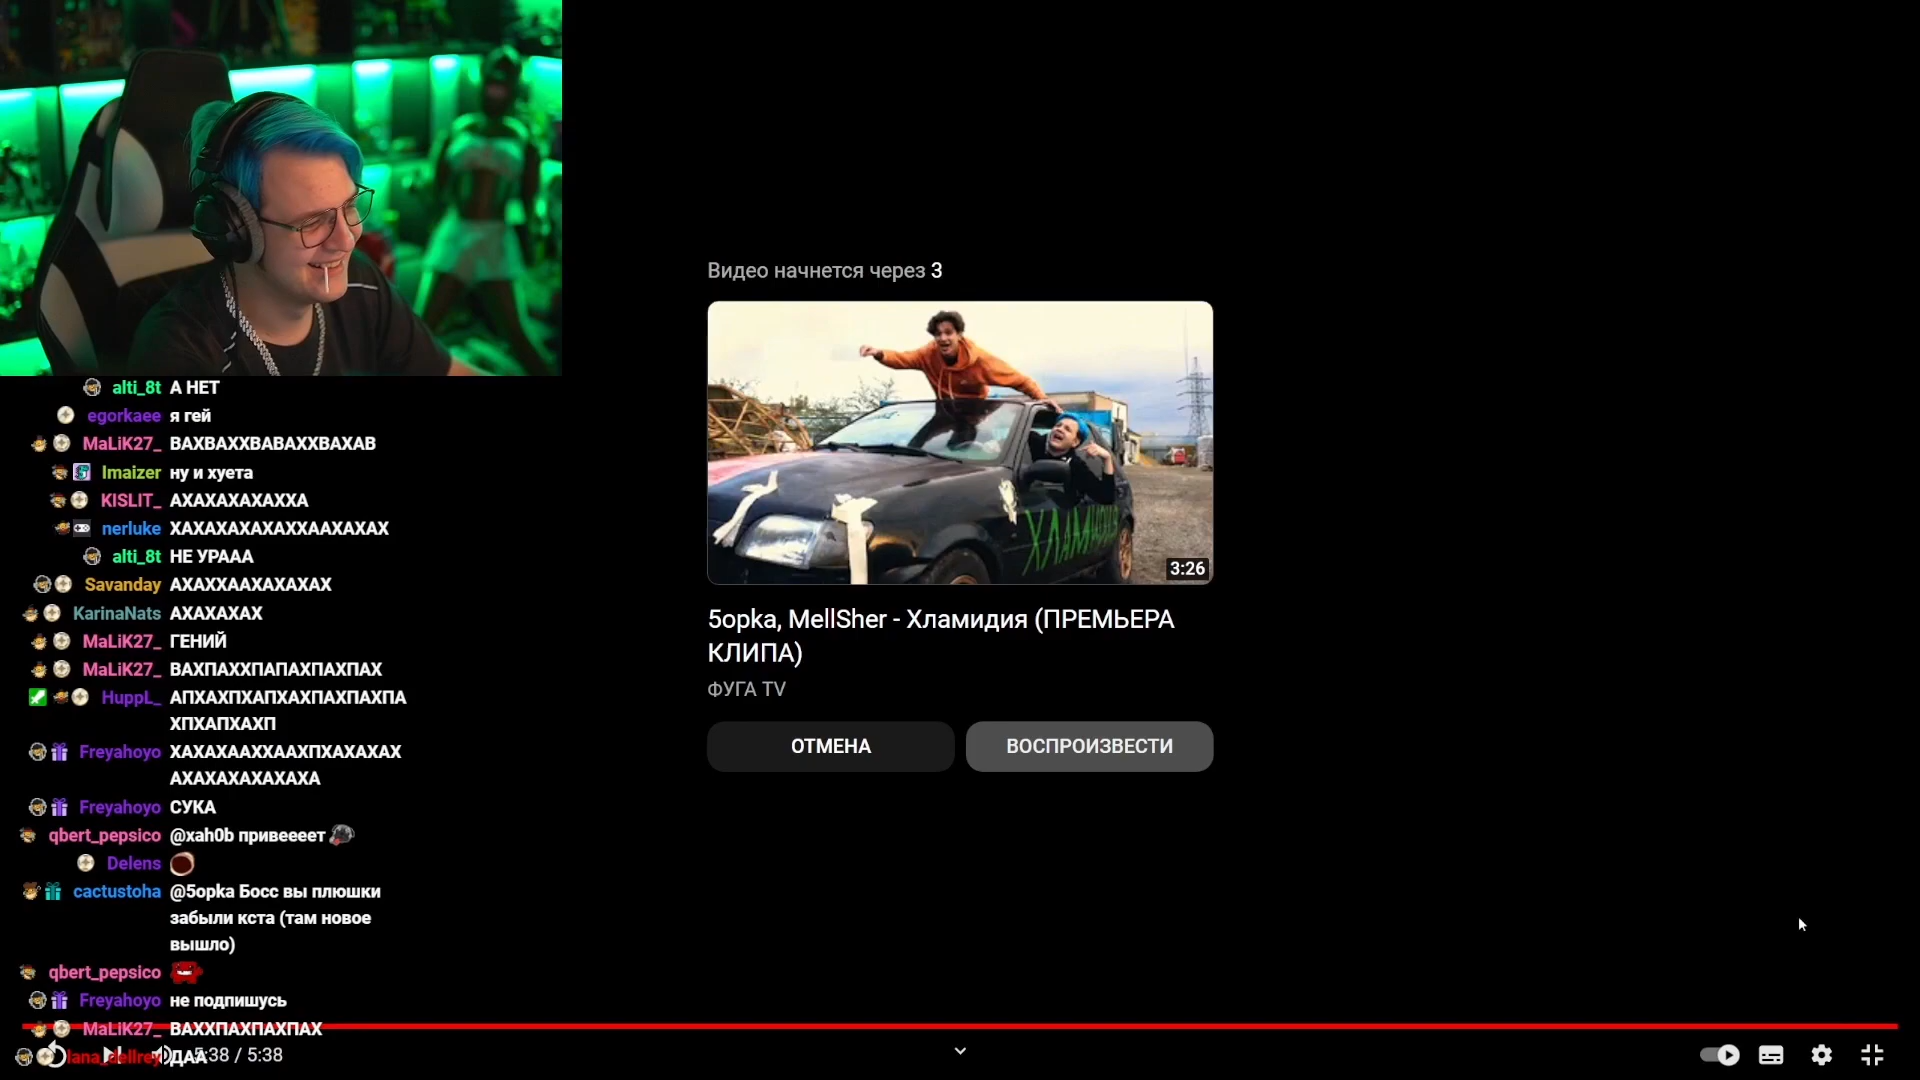 Видео начнется через 3
ХЛАМИДИЯ
3:26
5opka, MellSher - Хламидия (ПРЕМЬЕРА
КЛИПА)
ФУГА TV
ОТМЕНА
ВОСПРОИЗВЕСТИ
alti_8t А НЕТ
egorkaee я гей
MaLiK27_ ВАХВАХХВАВАХХВАХАВ
Imaizer ну и хуета
KISLIT_ АХАХАХАХАХХА
nerluke ХАХАХАХАХАХХААХАХАХ
alti_8t НЕ УРААА
Savanday АХАХХААХАХАХАХ
KarinaNats АХАХАХАХ
MaLiK27_ ГЕНИЙ
MaLiK27_ ВАХПАХХПАПАХПАХПАХ
HuppL_ АПХАХПХАПХАХПАХПАХПА
ХПХАПХАХП
Freyahoyo ХАХАХААХХААХПХАХАХАХ
АХАХАХАХАХАХА
Freyahoyo СУКА
qbert_pepsico @xah0b привеееет
Delens
cactustoha @5opka Босс вы плюшки
забыли кста (там новое
вышло)
qbert_pepsico
Freyahoyo не подпишусь
MaLiK27_ ВАХХПАХПАХПАХ
lana_dellrey ДАА
5:38 / 5:38